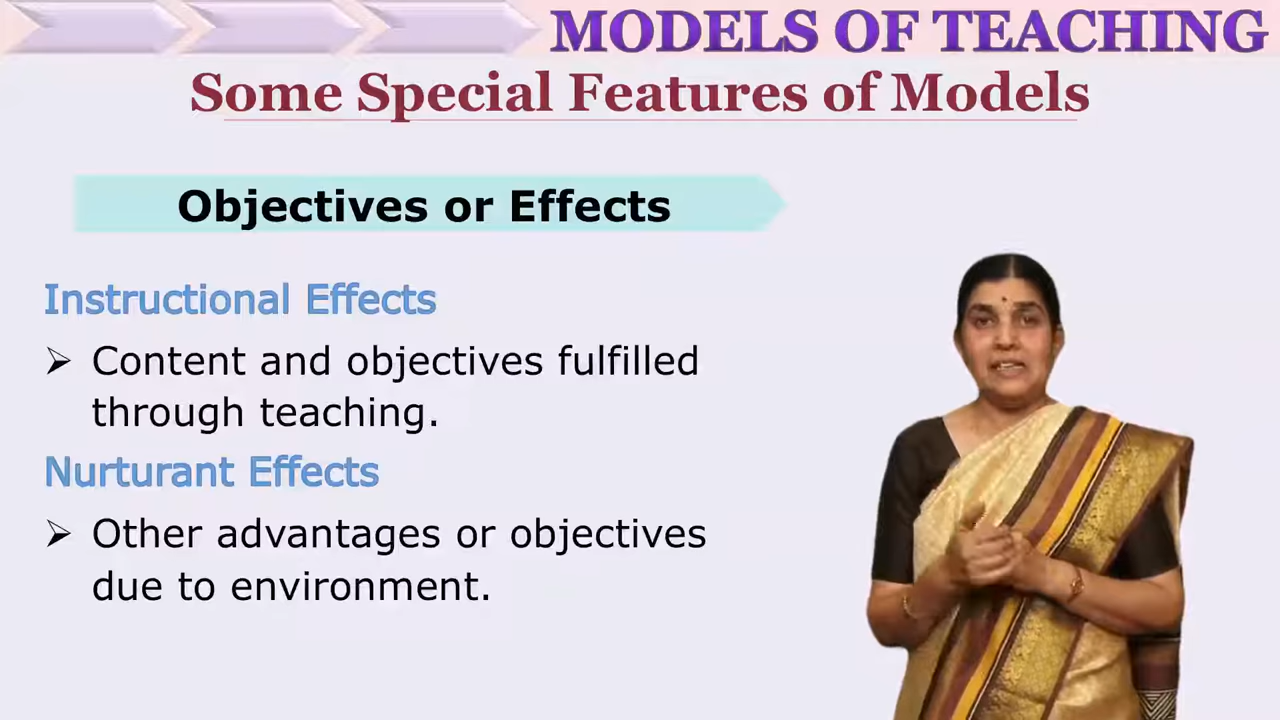 MODELS OF TEACHING
Some Special Features of Models
Objectives or Effects
Instructional Effects
Content and objectives fulfilled
through teaching.
Nurturant Effects
Other advantages or objectives
due to environment.